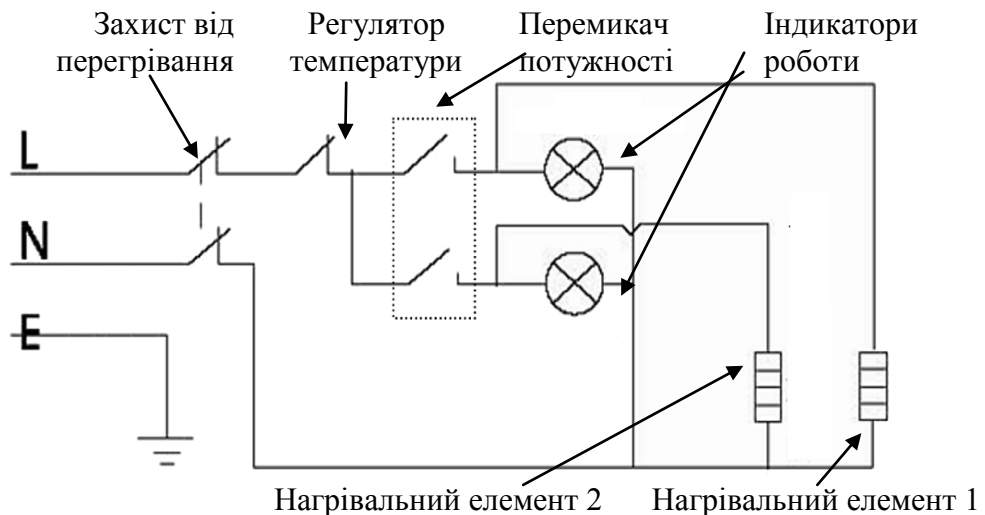 Захист від
перегрівання
Регулятор
температури
Перемикач
потужності
Індикатори
роботи
L
N
E
Нагрівальний елемент 2
Нагрівальний елемент 1